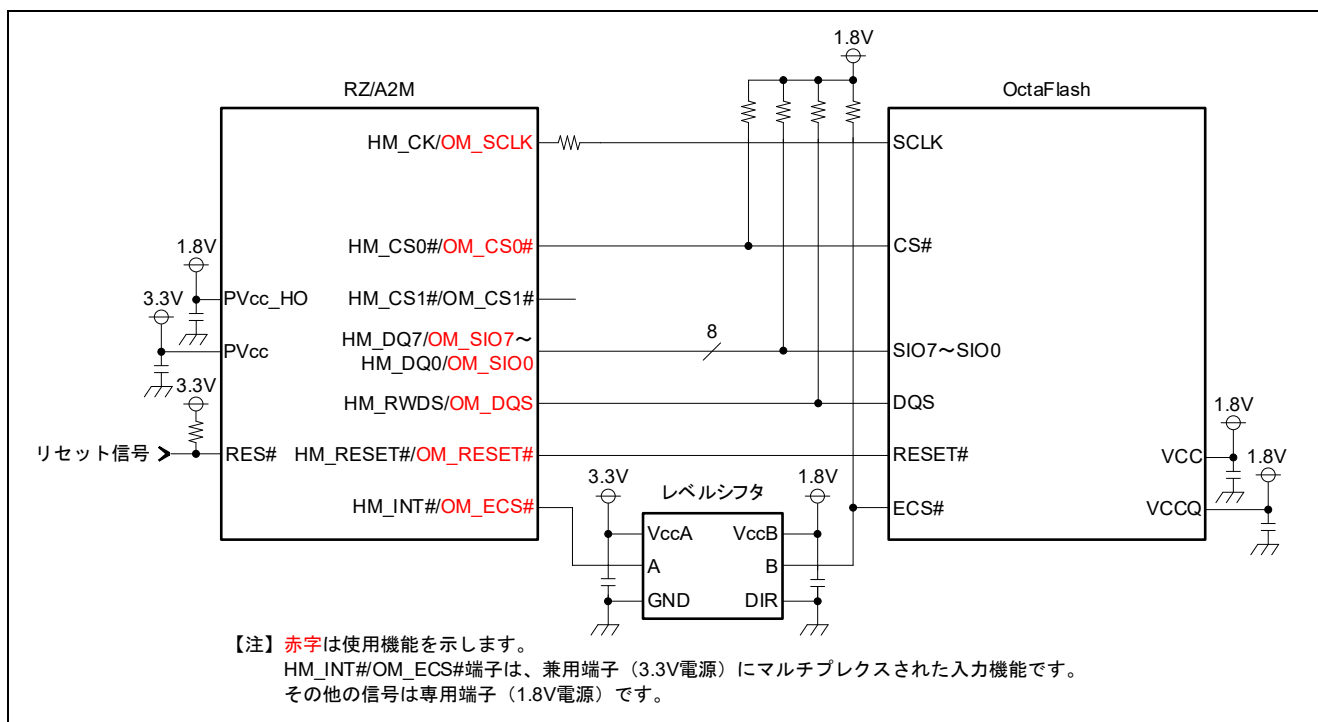 1.8V
RZ/A2M
OctaFlash
HM_CK/OM_SCLK
SCLK
1.8V
HM_CS0#/OM_CS0#
CS#
3.3V
PVcc_HO
HM_CS1#/OM_CS1#
HM_DQ7/OM_SIO7～
8
PVcc
HM_DQ0/OM_SIO0
SIO7～SIO0
3.3V
HM_RWDS/OM_DQS
DQS
1.8V
リセット信号
RES#
HM_RESET#/OM_RESET#
RESET#
VCC
1.8V
3.3V
レベルシフタ
1.8V
HM_INT#/OM_ECS#
ECS#
VCCQ
VccA
VccB
A
B
GND
DIR
【注】赤字は使用機能を示します。
HM_INT#/OM_ECS#端子は、兼用端子（3.3V電源）にマルチプレクスされた入力機能です。
その他の信号は専用端子（1.8V電源）です。